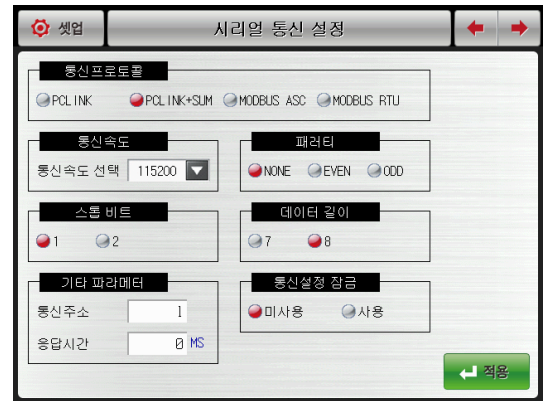 셋업
시리얼 통신 설정
통신프로토콜
PCLINK PCLINK+SUM MODBUS ASC MODBUS RTU
통신속도
통신속도 선택 115200
패러티
NONE EVEN ODD
스톱 비트
1 2
데이터 길이
7 8
기타 파라메터
통신주소 1
응답시간 0 MS
통신설정 잠금
미사용 사용
적용